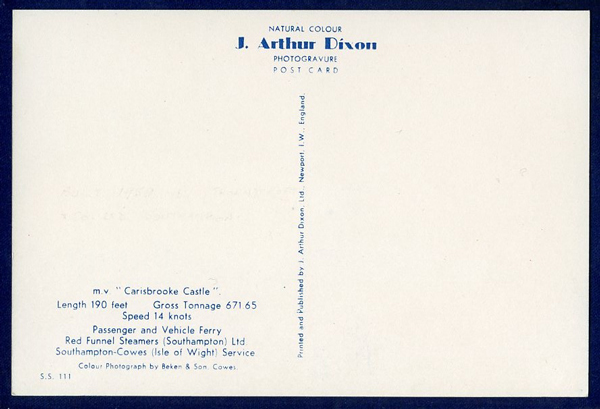 NATURAL COLOUR
J. Arthur Dixon
PHOTOGRAVURE
POST CARD
Printed and Published by J. Arthur Dixon, Ltd., Newport, I.W., England.
m.v "Carisbrooke Castle".
Length 190 feet Gross Tonnage 671.65
Speed 14 knots
Passenger and Vehicle Ferry
Red Funnel Steamers (Southampton) Ltd
Southampton-Cowes (Isle of Wight) Service
Colour Photograph by Beken & Son, Cowes.
S.S. 111